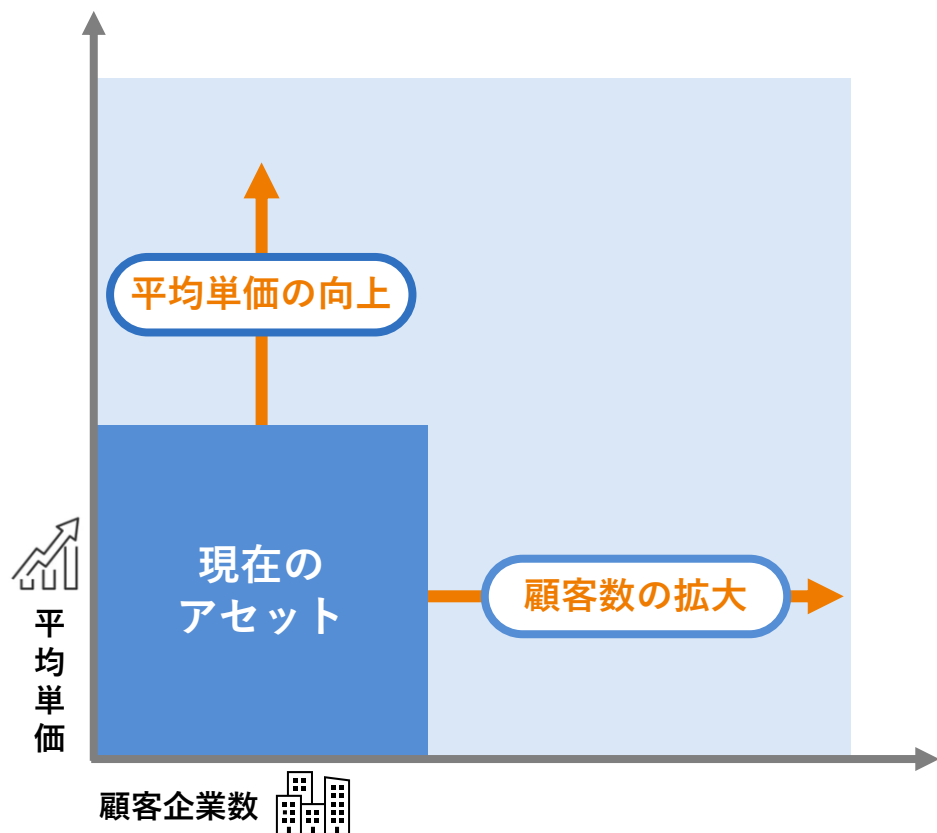 平均単価の向上
現在の
アセット
顧客数の拡大
平均単価
顧客企業数